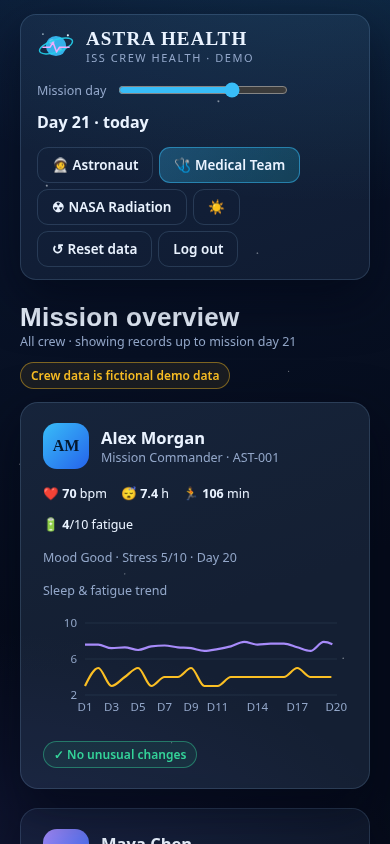 ASTRA HEALTH
ISS CREW HEALTH · DEMO
Mission day
Day 21 · today
🧑‍🚀 Astronaut
🩺 Medical Team
☢ NASA Radiation
☀️
↺ Reset data
Log out
Mission overview
All crew · showing records up to mission day 21
Crew data is fictional demo data
AM
Alex Morgan
Mission Commander · AST-001
❤️ 70 bpm 😴 7.4 h 🏃 106 min
🔋 4/10 fatigue
Mood Good · Stress 5/10 · Day 20
Sleep & fatigue trend
10
6
2
D1 D3 D5 D7 D9 D11 D14 D17 D20
✓ No unusual changes
Maya Chen